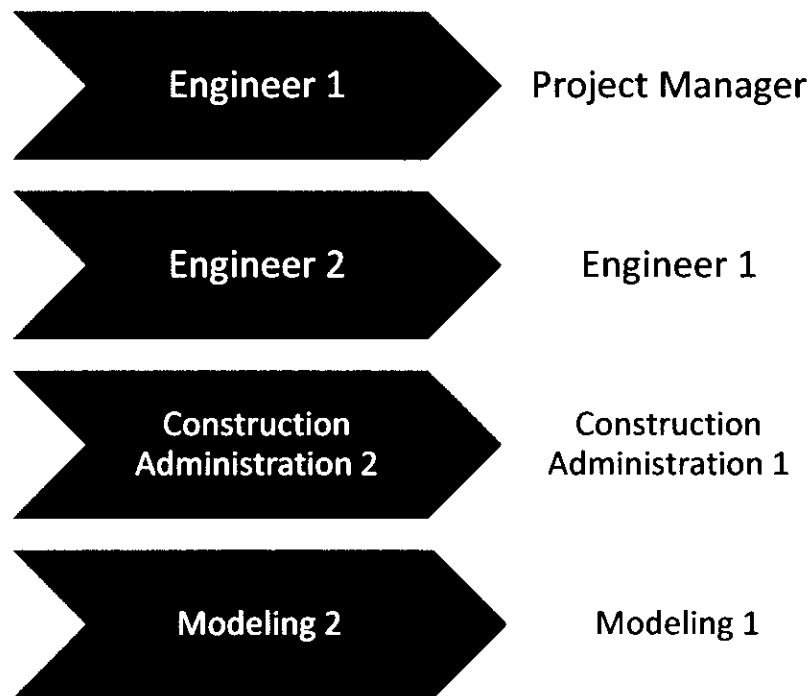 Engineer 1
Project Manager
Engineer 2
Engineer 1
Construction
Administration 2
Construction
Administration 1
Modeling 2
Modeling 1